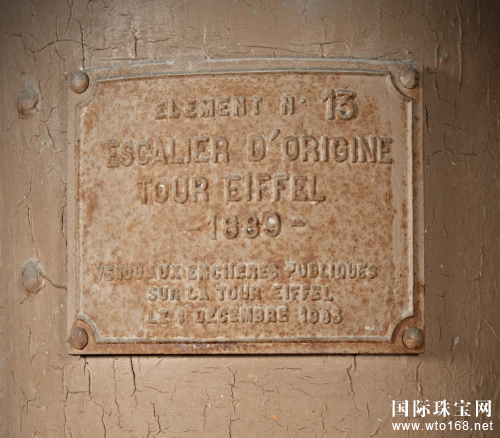 ELEMENT N° 13
ESCALIER D'ORIGINE
TOUR EIFFEL
-1889-
VENDU AUX ENCHERES PUBLIQUES
SUR LA TOUR EIFFEL
LE 1 DECEMBRE 1983
国际珠宝网
www.wto168.net